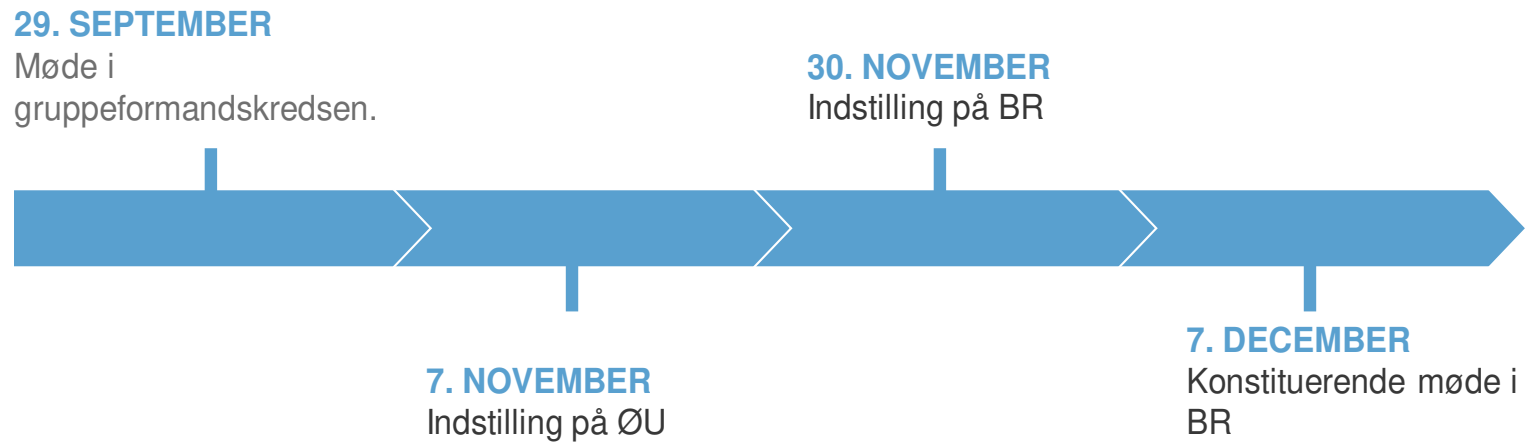 29. SEPTEMBER
Møde i
gruppeformandskredsen.
7. NOVEMBER
Indstilling på ØU
30. NOVEMBER
Indstilling på BR
7. DECEMBER
Konstituerende møde i
BR